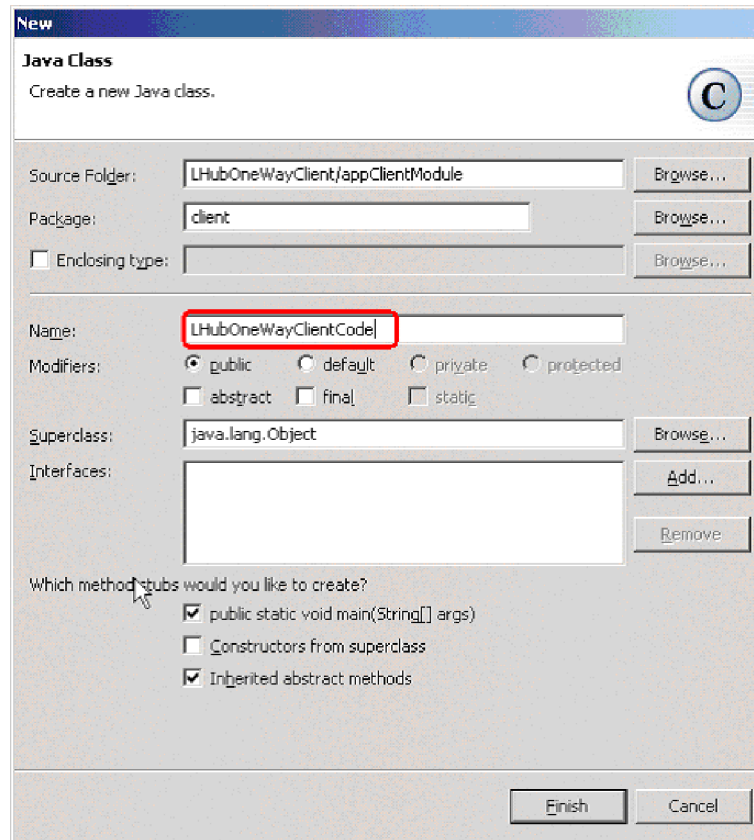 New
Java Class
Create a new Java class.
C
Source Folder: LHubOneWayClient/appClientModule Browse...
Package: client Browse...
Enclosing type: Browse...
Name: LHubOneWayClientCode
Modifiers: public default private protected
abstract final static
Superclass: java.lang.Object Browse...
Interfaces: Add...
Remove
Which method stubs would you like to create?
public static void main(String[] args)
Constructors from superclass
Inherited abstract methods
Finish Cancel